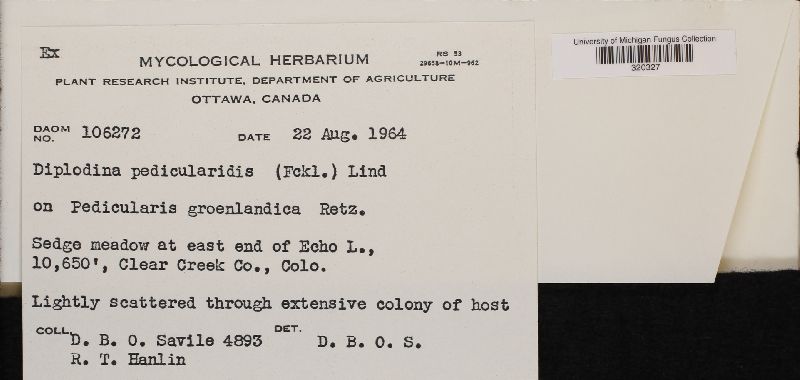 Ex
MYCOLOGICAL HERBARIUM
RS 53
29658-10M-962
PLANT RESEARCH INSTITUTE, DEPARTMENT OF AGRICULTURE
OTTAWA, CANADA
DAOM NO. 106272 DATE 22 Aug. 1964
Diplodina pedicularidis (Fckl.) Lind
on Pedicularis groenlandica Retz.
Sedge meadow at east end of Echo L.,
10,650', Clear Creek Co., Colo.
Lightly scattered through extensive colony of host
COLL. D. B. O. Savile 4893 DET. D. B. O. S.
R. T. Hanlin
University of Michigan Fungus Collection
320327